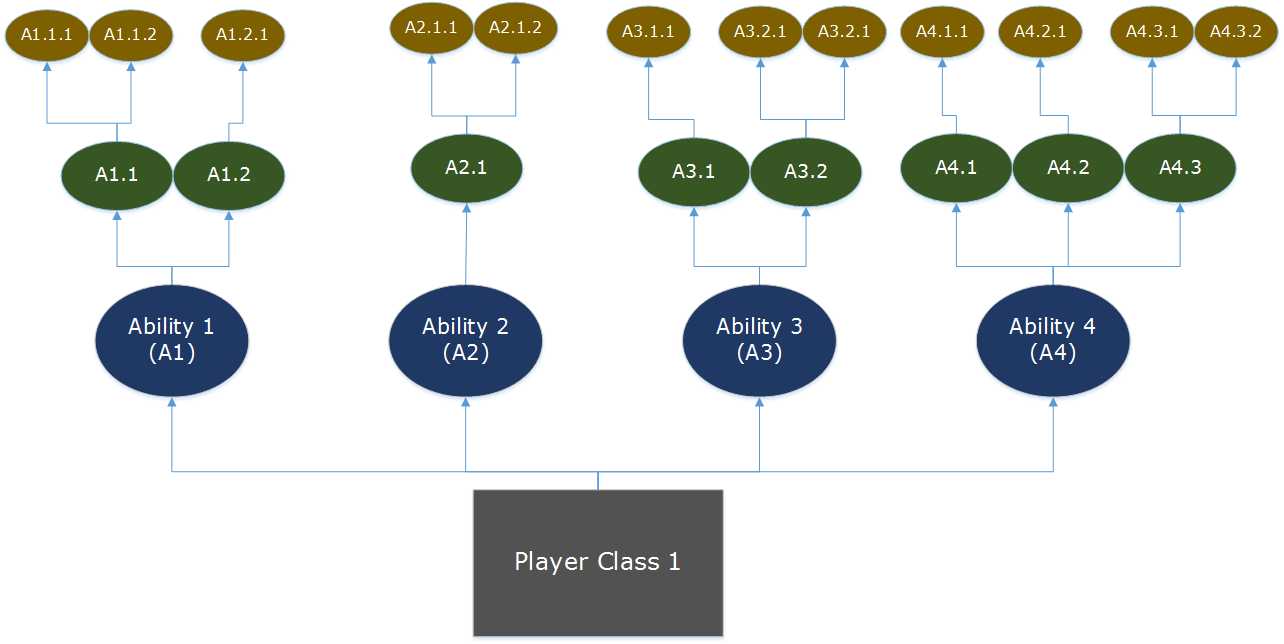 A1.1.1 A1.1.2 A1.2.1 A2.1.1 A2.1.2 A3.1.1 A3.2.1 A3.2.1 A4.1.1 A4.2.1 A4.3.1 A4.3.2
A1.1 A1.2 A2.1 A3.1 A3.2 A4.1 A4.2 A4.3
Ability 1
(A1)
Ability 2
(A2)
Ability 3
(A3)
Ability 4
(A4)
Player Class 1